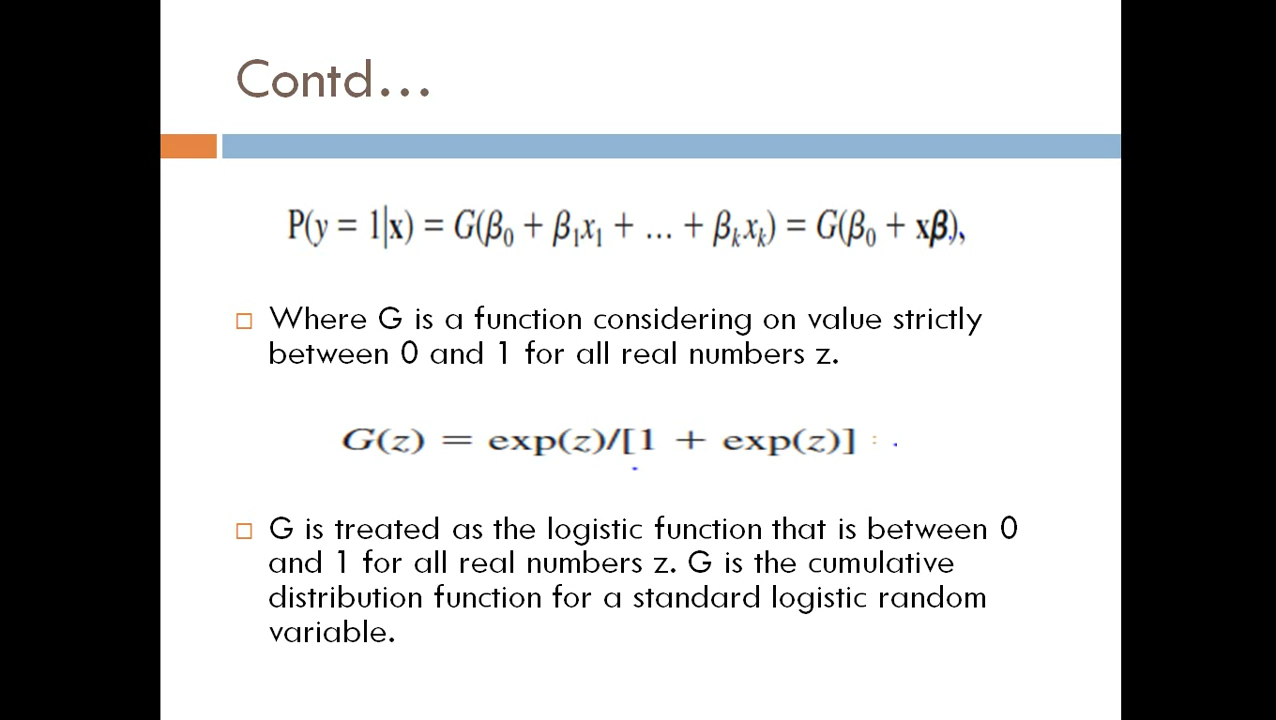 Contd...
P(y = 1|x) = G(β₀ + β₁x₁ + ... + βₖxₖ) = G(β₀ + xβ),
Where G is a function considering on value strictly
between 0 and 1 for all real numbers z.
G(z) = exp(z)/[1 + exp(z)]
G is treated as the logistic function that is between 0
and 1 for all real numbers z. G is the cumulative
distribution function for a standard logistic random
variable.